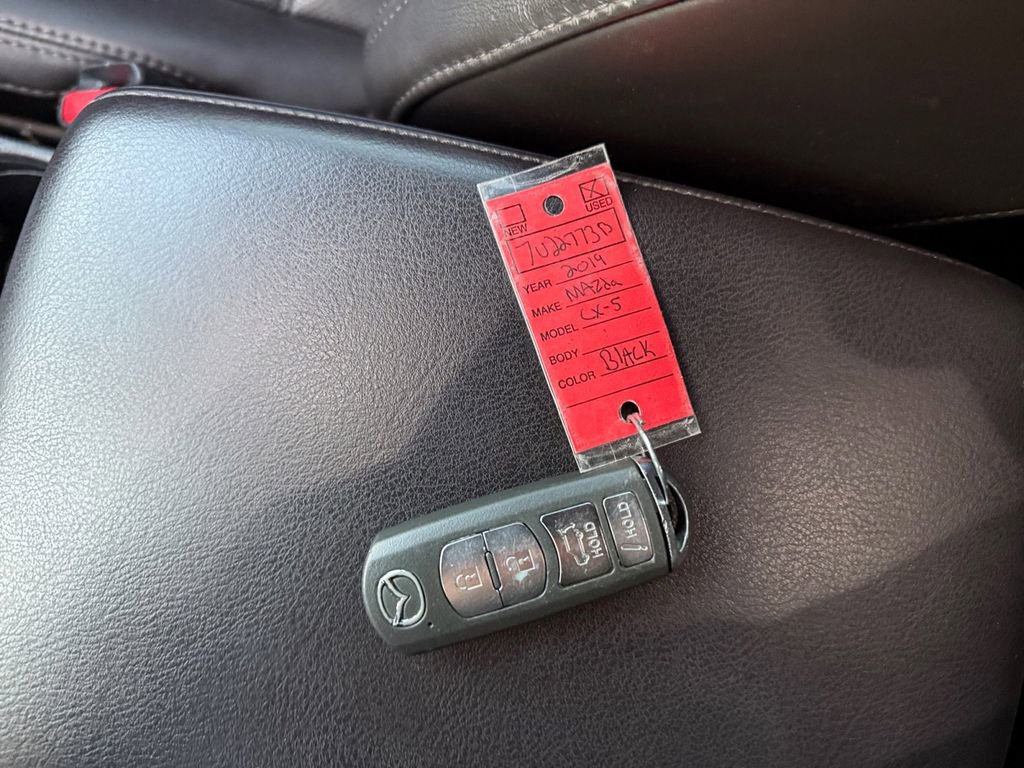 USED
NEW
7U22773D
YEAR 2019
MAKE MAZda
MODEL CX-5
BODY
COLOR BlACK
HOLD
HOLD